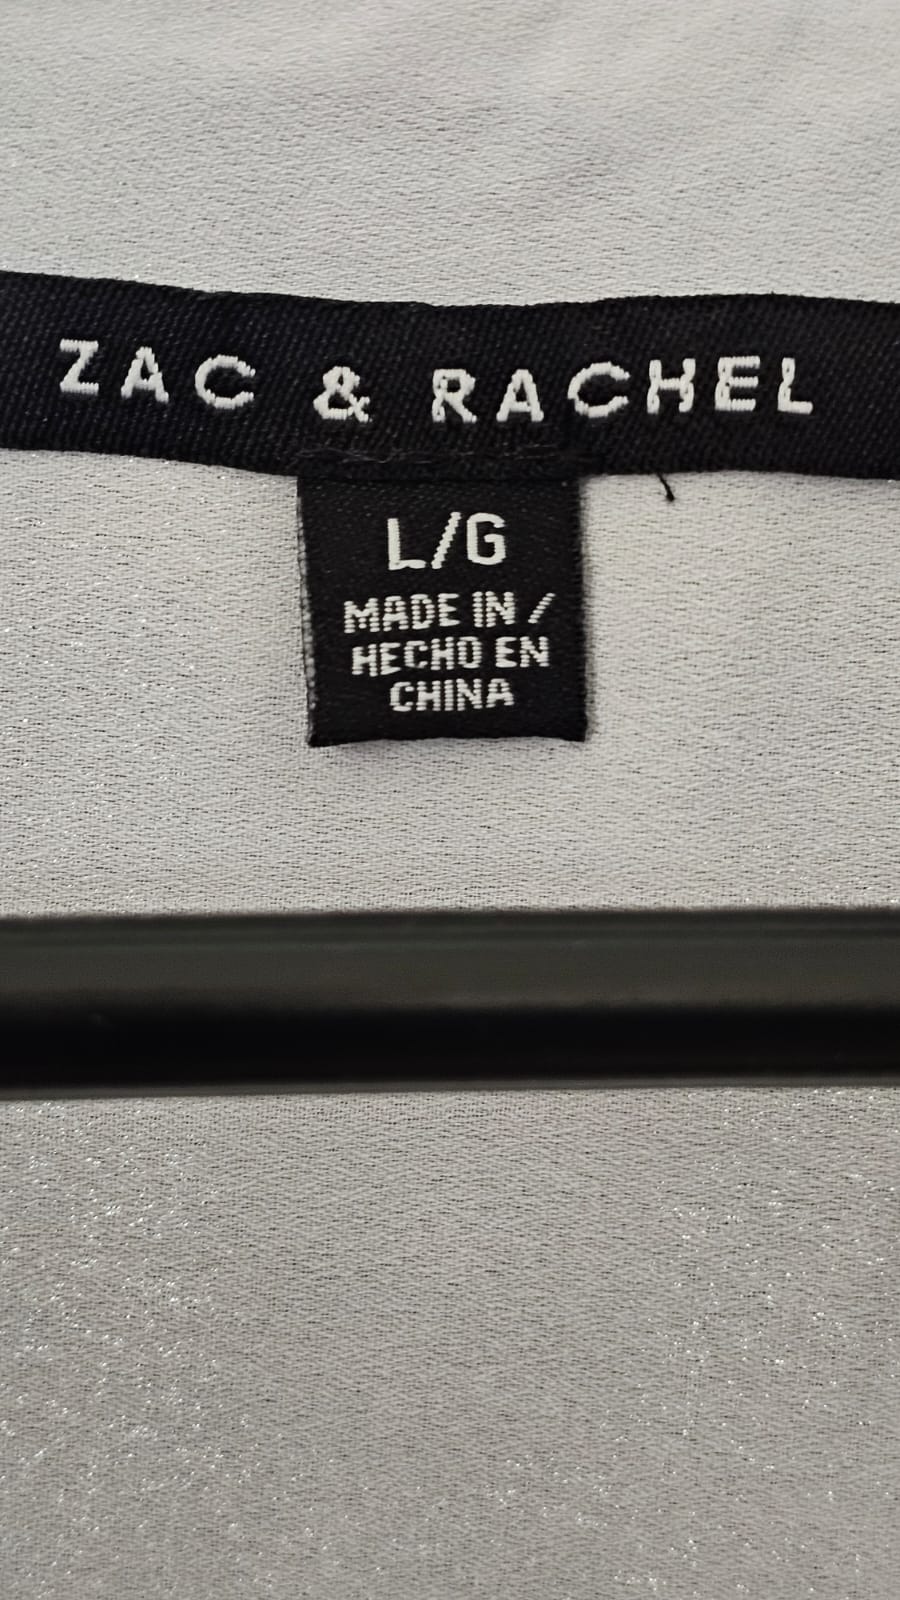 ZAC & RACHEL
L/G
MADE IN /
HECHO EN
CHINA